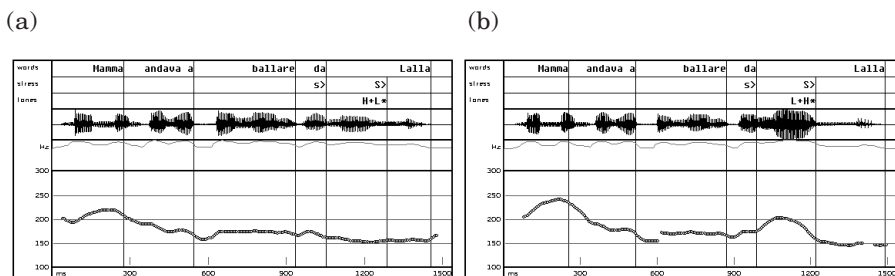 (a) (b)
words Mamma andava a ballare da Lalla
stress s> S>
tones H+L*
Hz
300
250
200
150
100
ms 300 600 900 1200 1500
words Mamma andava a ballare da Lalla
stress s> S>
tones L+H*
Hz
300
250
200
150
100
ms 300 600 900 1200 1500